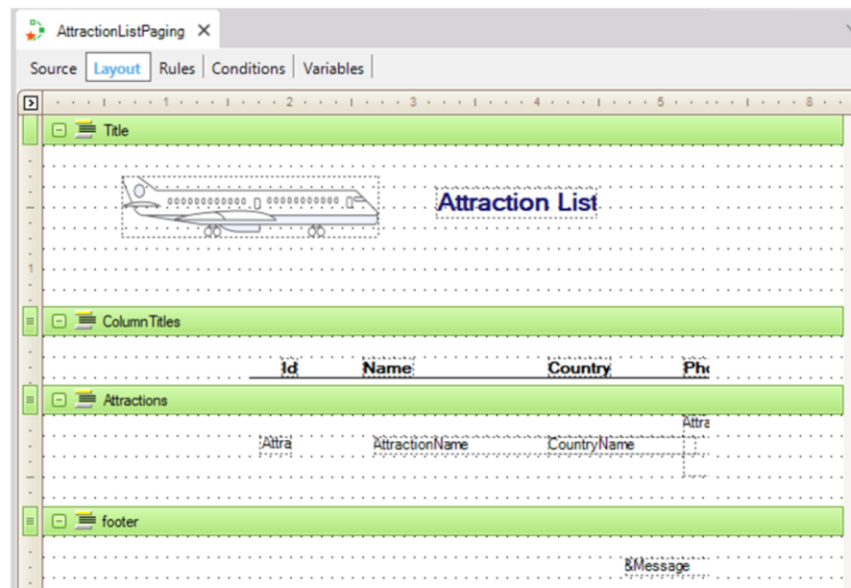 AttractionListPaging
Source Layout Rules Conditions Variables
1 2 3 4 5 8
Title
Attraction List
1
ColumnTitles
Id Name Country Pho
Attractions
Attra
Attra AttractionName CountryName
footer
&Message